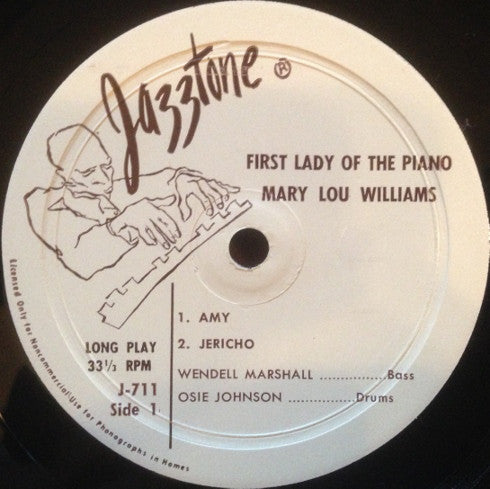 Jazztone ®
FIRST LADY OF THE PIANO
MARY LOU WILLIAMS
1. AMY
2. JERICHO
WENDELL MARSHALL ................Bass
OSIE JOHNSON ................Drums
LONG PLAY
33⅓ RPM
J-711
Side 1
Licensed Only for Noncommercial Use for Phonographs in Homes